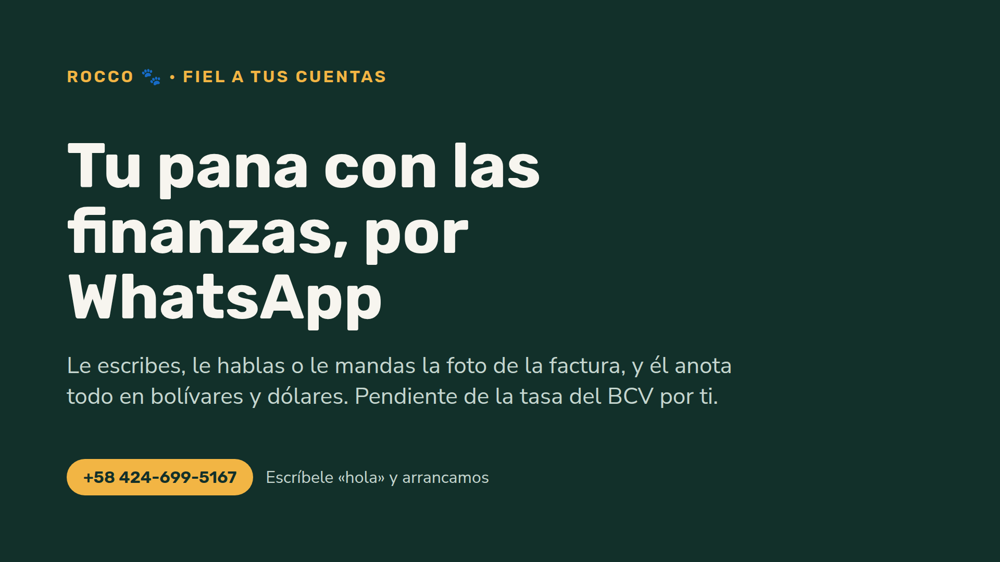 ROCCO 🐾 • FIEL A TUS CUENTAS
Tu pana con las
finanzas, por
WhatsApp
Le escribes, le hablas o le mandas la foto de la factura, y él anota
todo en bolívares y dólares. Pendiente de la tasa del BCV por ti.
+58 424-699-5167 Escríbele «hola» y arrancamos